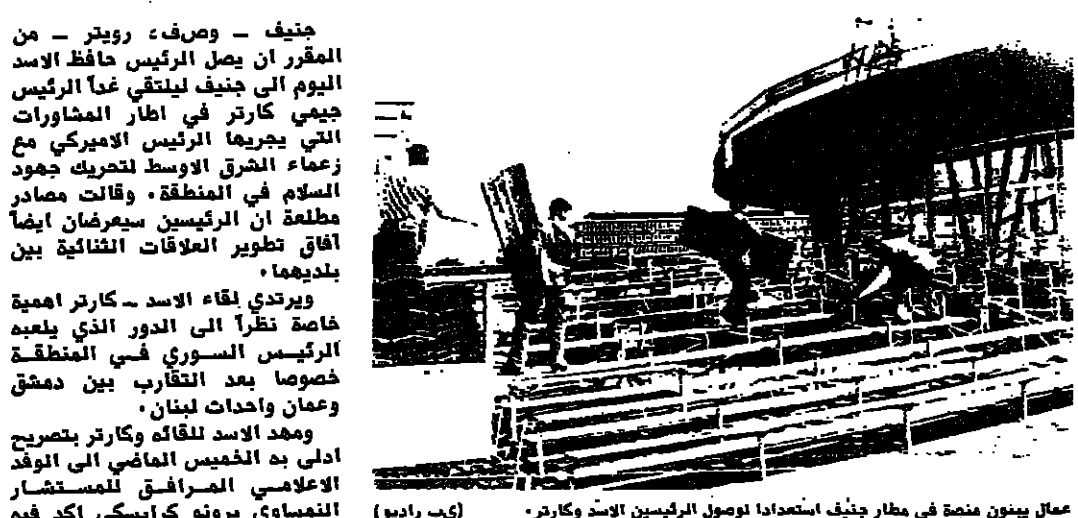 جنيف ــ وصف، رويتر ــ من
المقرر ان يصل الرئيس حافظ الاسد
اليوم الى جنيف ليلتقي غداً الرئيس
جيمي كارتر في اطار المشاورات
التي يجريها الرئيس الاميركي مع
زعماء الشرق الاوسط لتحريك جهود
السلام في المنطقة. وقالت مصادر
مطلعة ان الرئيسين سيعرضان ايضاً
آفاق تطوير العلاقات الثنائية بين
بلديهما.
ويرتدي لقاء الاسد ــ كارتر اهمية
خاصة نظراً الى الدور الذي يلعبه
الرئيس السوري في المنطقة
خصوصا بعد التقارب بين دمشق
وعمان واحداث لبنان.
ومهد الاسد للقائه وكارتر بتصريح
ادلى به الخميس الماضي الى الوفد
الاعلامي المرافق للمستشار
النمساوي برونو كرايسكي اكد فيه
عمال يبنون منصة في مطار جنيف استعدادا لوصول الرئيسين الاسد وكارتر. (ي.ب راديو)